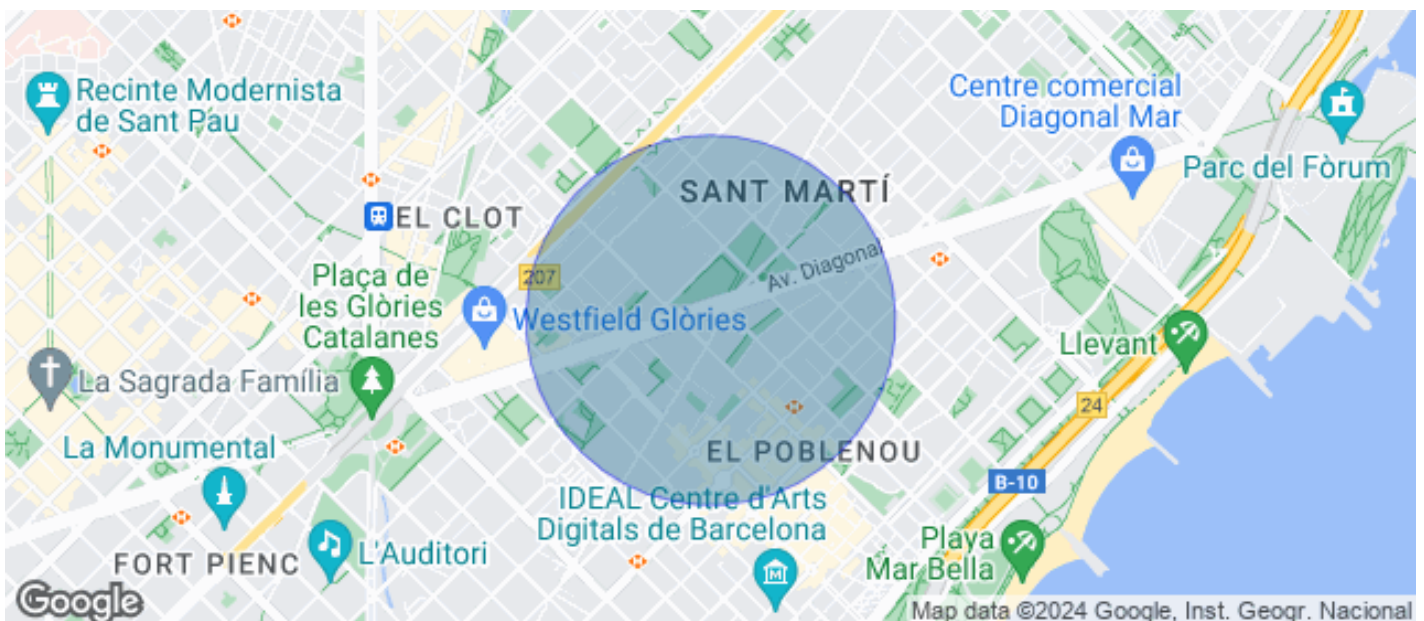 Recinte Modernista
de Sant Pau
Centre comercial
Diagonal Mar
Parc del Fòrum
SANT MARTÍ
EL CLOT
Av. Diagonal
207
Plaça de
les Glòries
Catalanes
Westfield Glòries
Llevant
La Sagrada Família
24
La Monumental
EL POBLENOU
B-10
IDEAL Centre d'Arts
Digitals de Barcelona
Playa
Mar Bella
L'Auditori
FORT PIENC
Google
Map data ©2024 Google, Inst. Geogr. Nacional